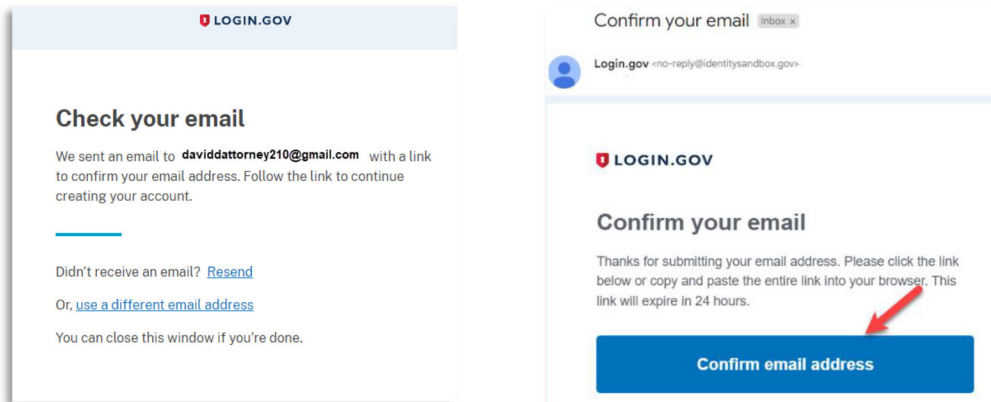 LOGIN.GOV
Check your email
We sent an email to daviddattorney210@gmail.com with a link
to confirm your email address. Follow the link to continue
creating your account.
Didn't receive an email? Resend
Or, use a different email address
You can close this window if you're done.
Confirm your email Inbox x
Login.gov <no-reply@identitysandbox.gov>
LOGIN.GOV
Confirm your email
Thanks for submitting your email address. Please click the link
below or copy and paste the entire link into your browser. This
link will expire in 24 hours.
Confirm email address